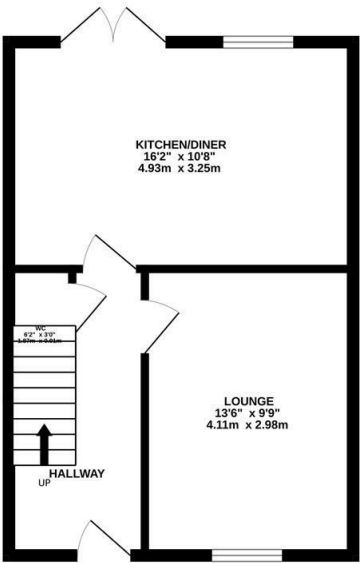 KITCHEN/DINER
16'2" x 10'8"
4.93m x 3.25m
WC
6'2" x 3'0"
LOUNGE
13'6" x 9'9"
4.11m x 2.98m
HALLWAY
UP